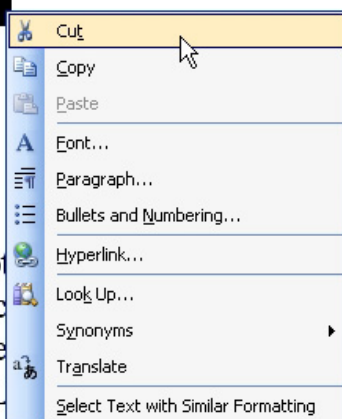 Cut
Copy
Paste
Font...
Paragraph...
Bullets and Numbering...
Hyperlink...
Look Up...
Synonyms
Translate
Select Text with Similar Formatting